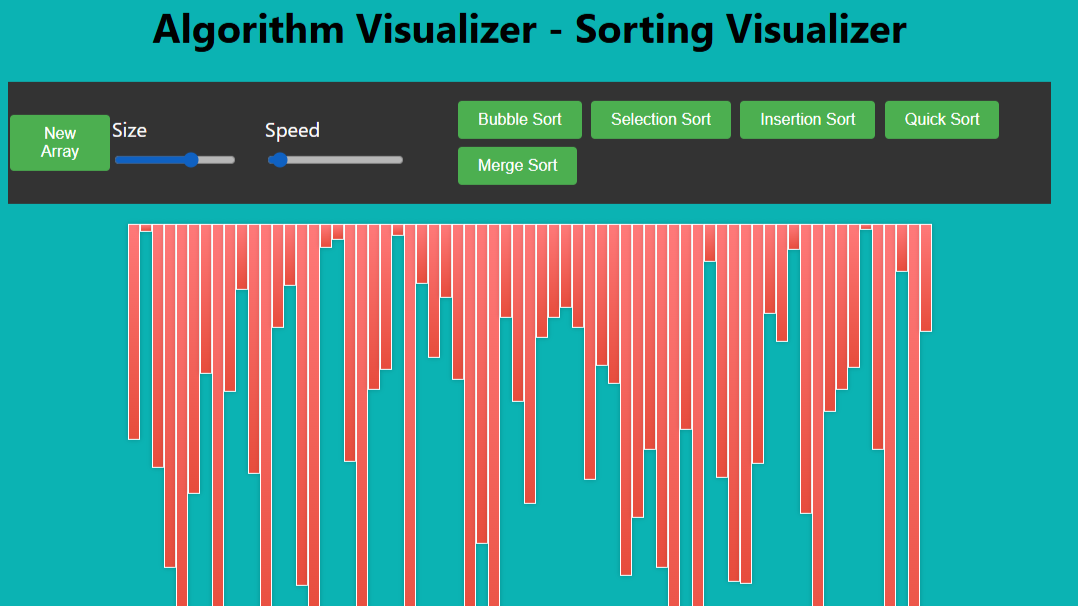 Algorithm Visualizer - Sorting Visualizer
New
Array
Size
Speed
Bubble Sort
Selection Sort
Insertion Sort
Quick Sort
Merge Sort